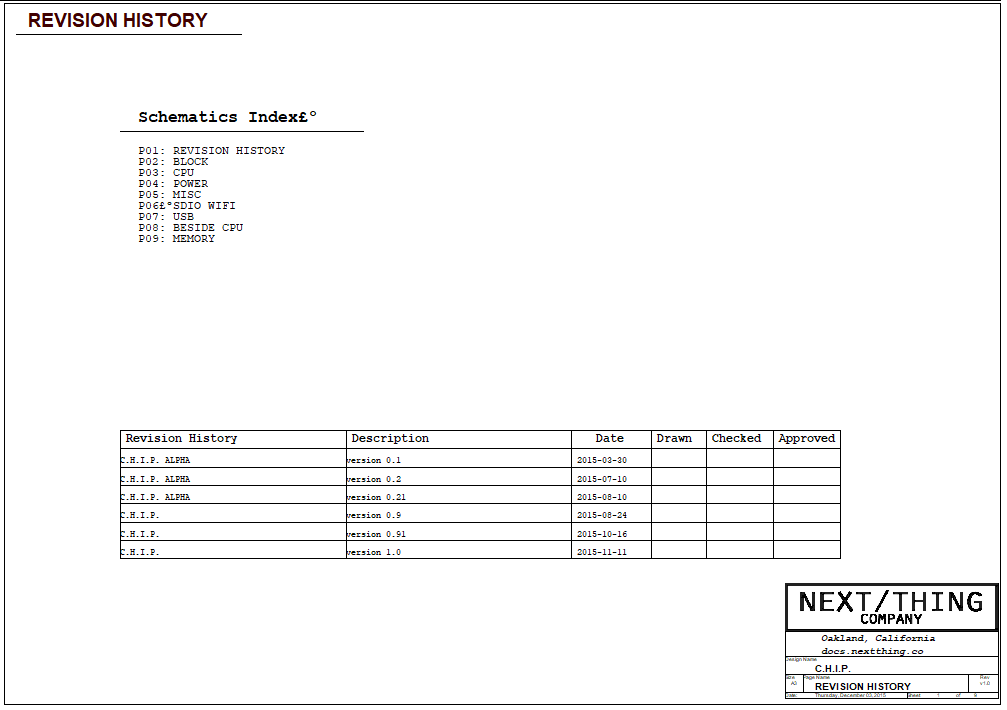 REVISION HISTORY
Schematics Index£º
P01: REVISION HISTORY
P02: BLOCK
P03: CPU
P04: POWER
P05: MISC
P06£ºSDIO WIFI
P07: USB
P08: BESIDE CPU
P09: MEMORY
Revision History Description Date Drawn Checked Approved
C.H.I.P. ALPHA version 0.1 2015-03-30
C.H.I.P. ALPHA version 0.2 2015-07-10
C.H.I.P. ALPHA version 0.21 2015-08-10
C.H.I.P. version 0.9 2015-08-24
C.H.I.P. version 0.91 2015-10-16
C.H.I.P. version 1.0 2015-11-11
NEXT/THING
COMPANY
Oakland, California
docs.nextthing.co
Design Name
C.H.I.P.
Size Page Name Rev
A3 REVISION HISTORY v1.0
Date: Thursday, December 03, 2015 Sheet 1 of 9